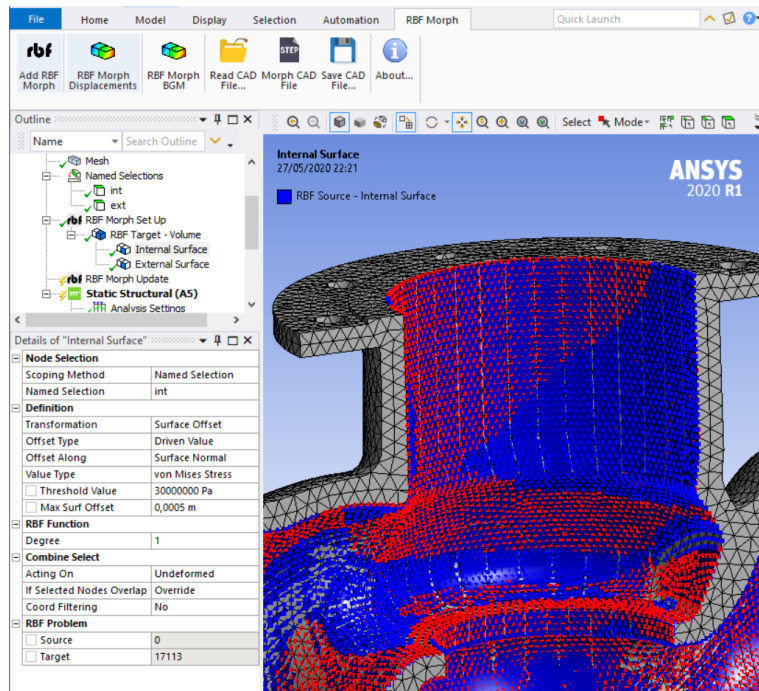 File Home Model Display Selection Automation RBF Morph Quick Launch
rbf STEP
Add RBF Morph RBF Morph Displacements RBF Morph BGM Read CAD File... Morph CAD File Save CAD File... About...
Outline
Name Search Outline
Select Mode
Mesh
Named Selections
int
ext
rbf RBF Morph Set Up
RBF Target - Volume
Internal Surface
External Surface
rbf RBF Morph Update
Static Structural (A5)
Analysis Settings
Details of "Internal Surface"
Node Selection
Scoping Method Named Selection
Named Selection int
Definition
Transformation Surface Offset
Offset Type Driven Value
Offset Along Surface Normal
Value Type von Mises Stress
Threshold Value 30000000 Pa
Max Surf Offset 0,0005 m
RBF Function
Degree 1
Combine Select
Acting On Undeformed
If Selected Nodes Overlap Override
Coord Filtering No
RBF Problem
Source 0
Target 17113
Internal Surface
27/05/2020 22:21
RBF Source - Internal Surface
ANSYS
2020 R1